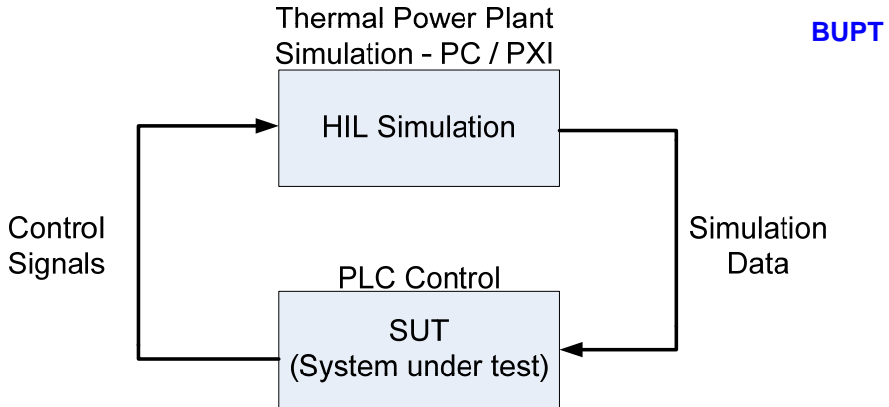 Thermal Power Plant
Simulation - PC / PXI
BUPT
HIL Simulation
Control
Signals
Simulation
Data
PLC Control
SUT
(System under test)